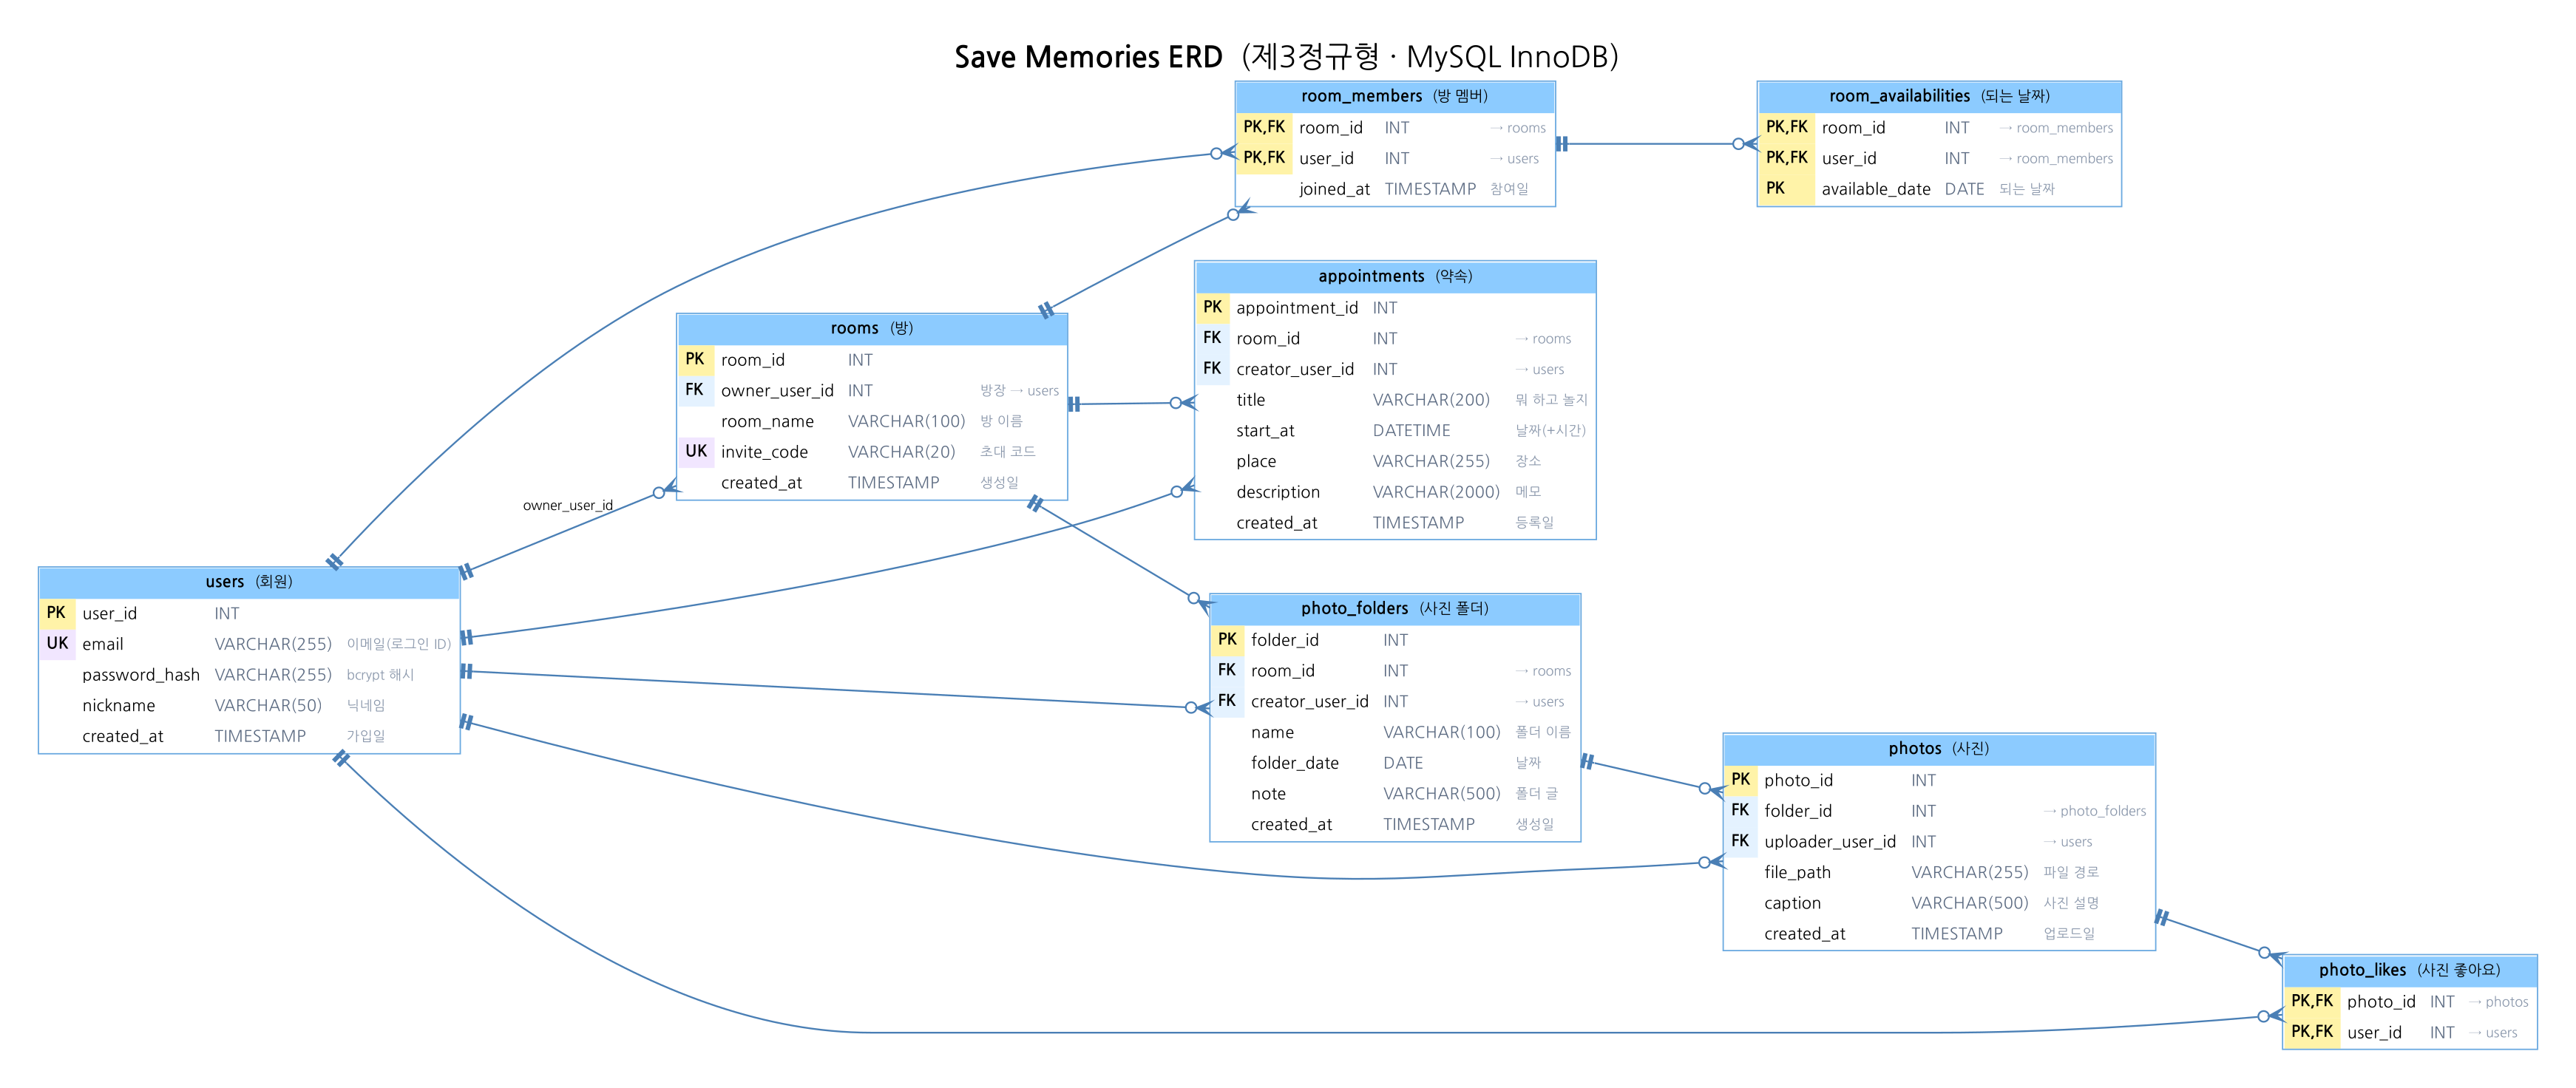 Save Memories ERD (제3정규형 · MySQL InnoDB)
room_members (방 멤버)
PK,FK room_id INT → rooms
PK,FK user_id INT → users
joined_at TIMESTAMP 참여일
room_availabilities (되는 날짜)
PK,FK room_id INT → room_members
PK,FK user_id INT → room_members
PK available_date DATE 되는 날짜
appointments (약속)
PK appointment_id INT
FK room_id INT → rooms
FK creator_user_id INT → users
title VARCHAR(200) 뭐 하고 놀지
start_at DATETIME 날짜(+시간)
place VARCHAR(255) 장소
description VARCHAR(2000) 메모
created_at TIMESTAMP 등록일
rooms (방)
PK room_id INT
FK owner_user_id INT 방장 → users
room_name VARCHAR(100) 방 이름
UK invite_code VARCHAR(20) 초대 코드
created_at TIMESTAMP 생성일
owner_user_id
users (회원)
PK user_id INT
UK email VARCHAR(255) 이메일(로그인 ID)
password_hash VARCHAR(255) bcrypt 해시
nickname VARCHAR(50) 닉네임
created_at TIMESTAMP 가입일
photo_folders (사진 폴더)
PK folder_id INT
FK room_id INT → rooms
FK creator_user_id INT → users
name VARCHAR(100) 폴더 이름
folder_date DATE 날짜
note VARCHAR(500) 폴더 글
created_at TIMESTAMP 생성일
photos (사진)
PK photo_id INT
FK folder_id INT → photo_folders
FK uploader_user_id INT → users
file_path VARCHAR(255) 파일 경로
caption VARCHAR(500) 사진 설명
created_at TIMESTAMP 업로드일
photo_likes (사진 좋아요)
PK,FK photo_id INT → photos
PK,FK user_id INT → users